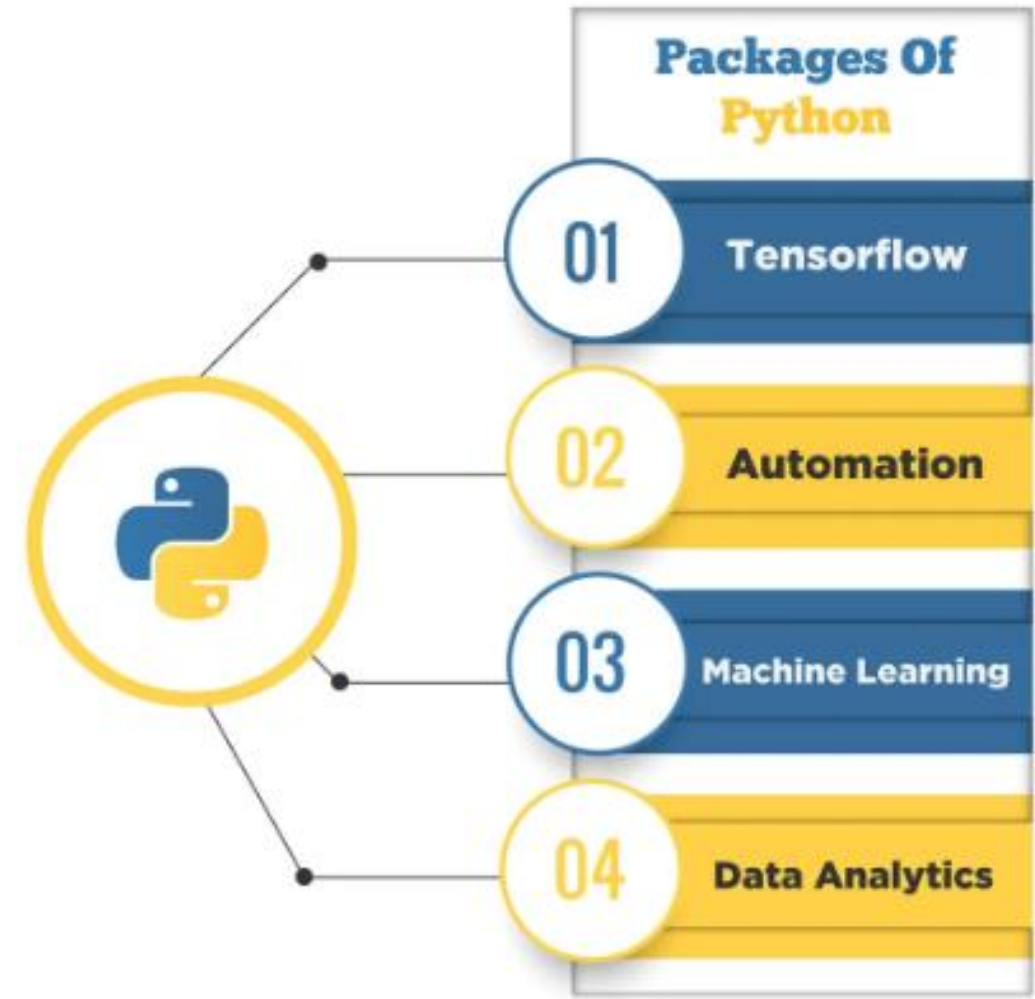 Packages Of
Python
01
Tensorflow
02
Automation
03
Machine Learning
04
Data Analytics